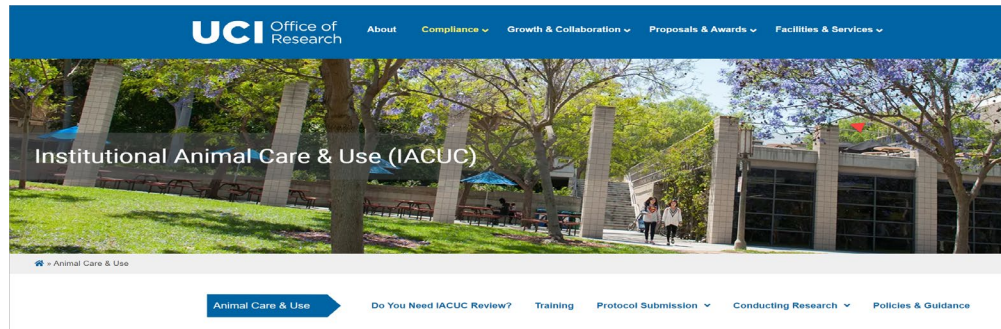 UCI Office of Research
About Compliance Growth & Collaboration Proposals & Awards Facilities & Services
Institutional Animal Care & Use (IACUC)
» Animal Care & Use
Animal Care & Use Do You Need IACUC Review? Training Protocol Submission Conducting Research Policies & Guidance